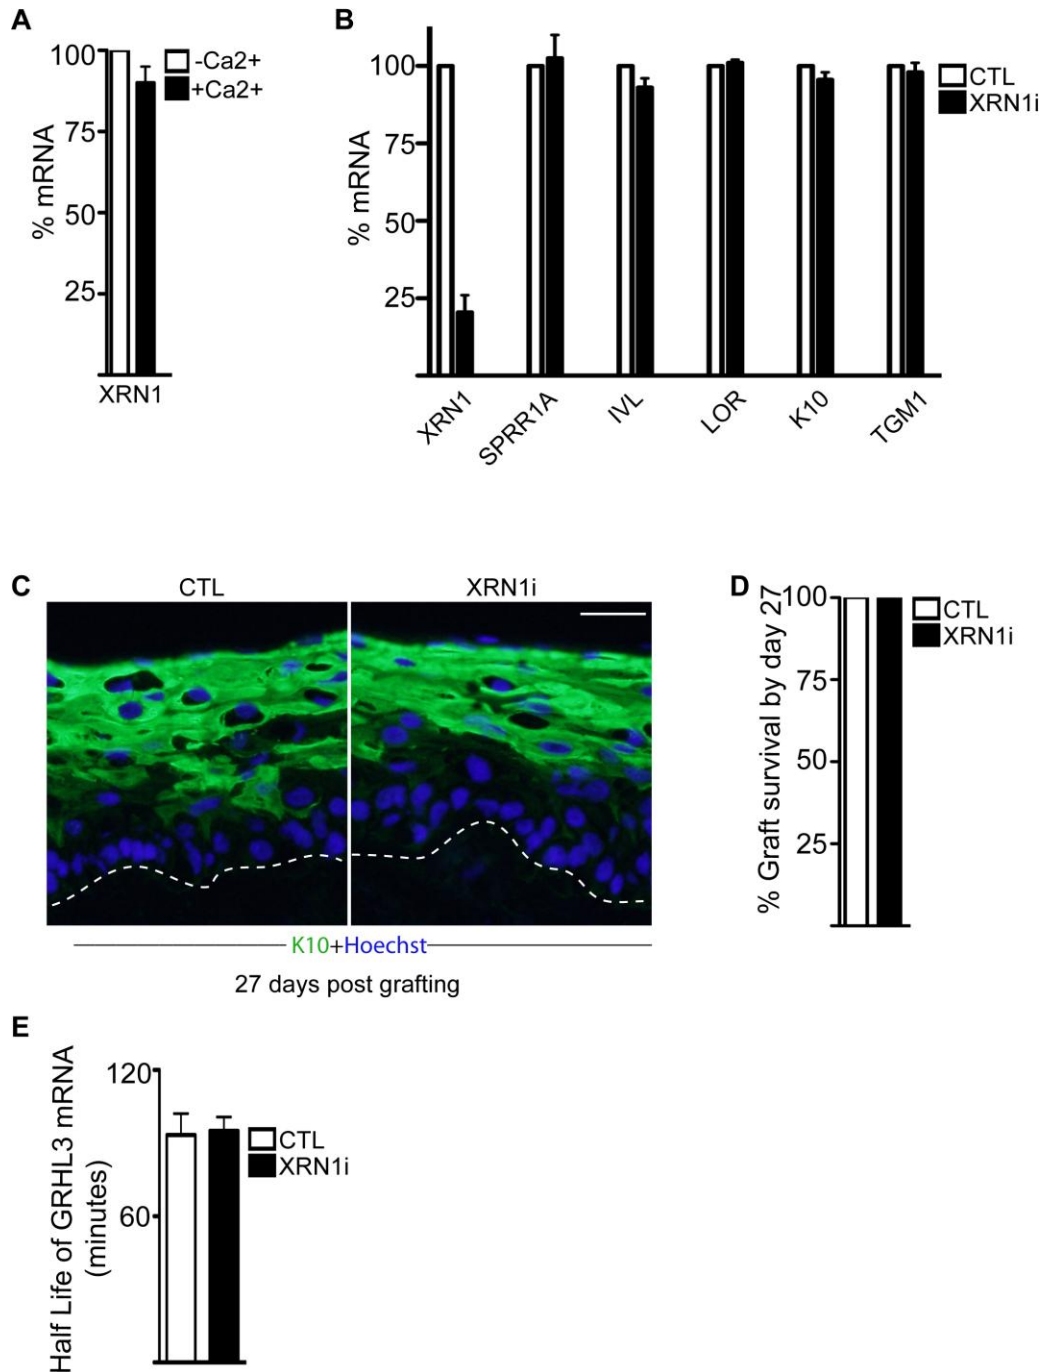 A
100
75
50
25
% mRNA
XRN1
-Ca2+
+Ca2+
B
100
75
50
25
% mRNA
XRN1
SPRR1A
IVL
LOR
K10
TGM1
CTL
XRN1i
C
CTL
XRN1i
K10+Hoechst
27 days post grafting
D
100
75
50
25
% Graft survival by day 27
CTL
XRN1i
E
120
60
Half Life of GRHL3 mRNA
(minutes)
CTL
XRN1i